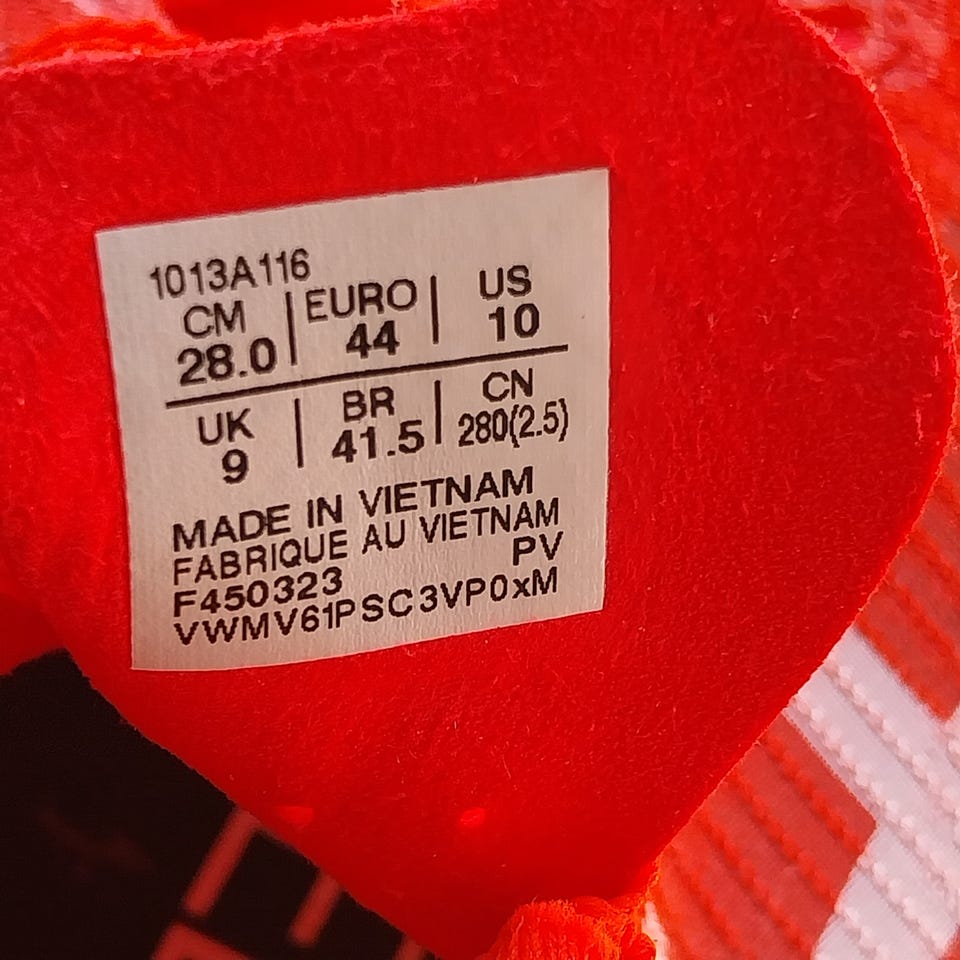 1013A116
CM | EURO | US
28.0 | 44 | 10
UK | BR | CN
9 | 41.5 | 280(2.5)
MADE IN VIETNAM
FABRIQUE AU VIETNAM
F450323 PV
VWMV61PSC3VP0xM